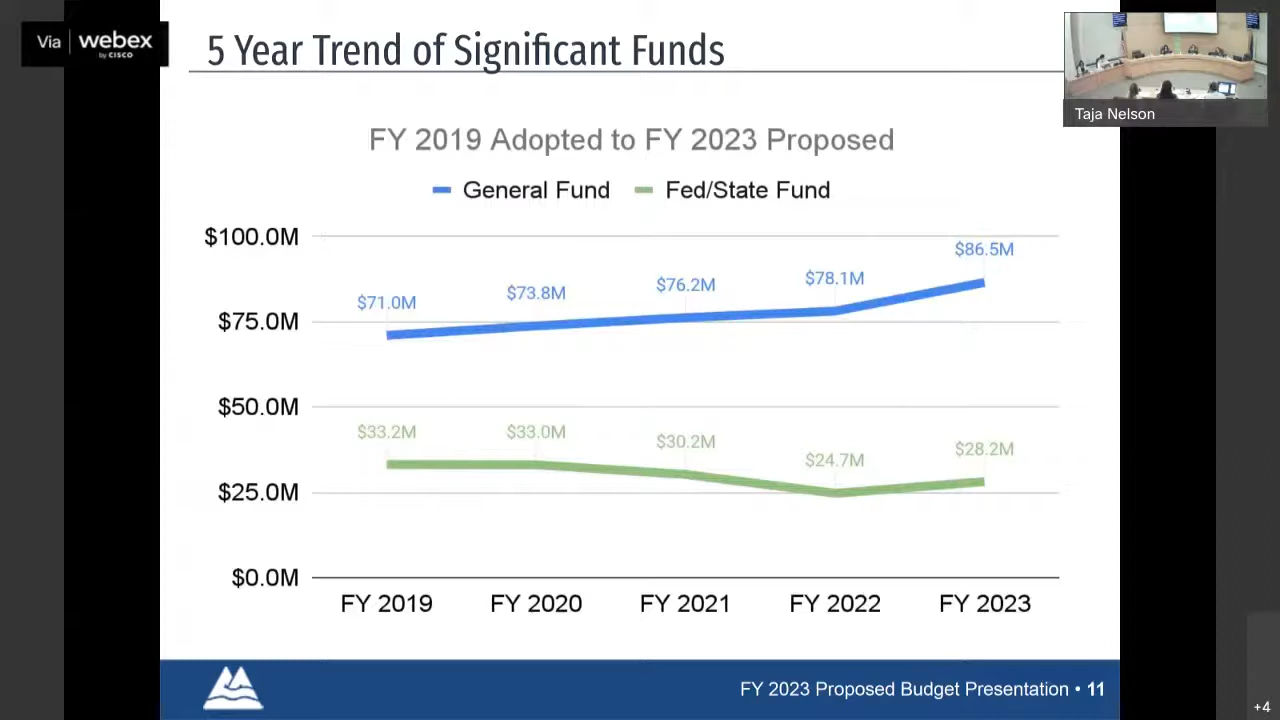 Via webex
by CISCO
5 Year Trend of Significant Funds
Taja Nelson
FY 2019 Adopted to FY 2023 Proposed
General Fund Fed/State Fund
$100.0M
$86.5M
$78.1M
$76.2M
$73.8M
$71.0M
$75.0M
$50.0M
$33.2M $33.0M $30.2M $24.7M $28.2M
$25.0M
$0.0M
FY 2019 FY 2020 FY 2021 FY 2022 FY 2023
FY 2023 Proposed Budget Presentation • 11
+4